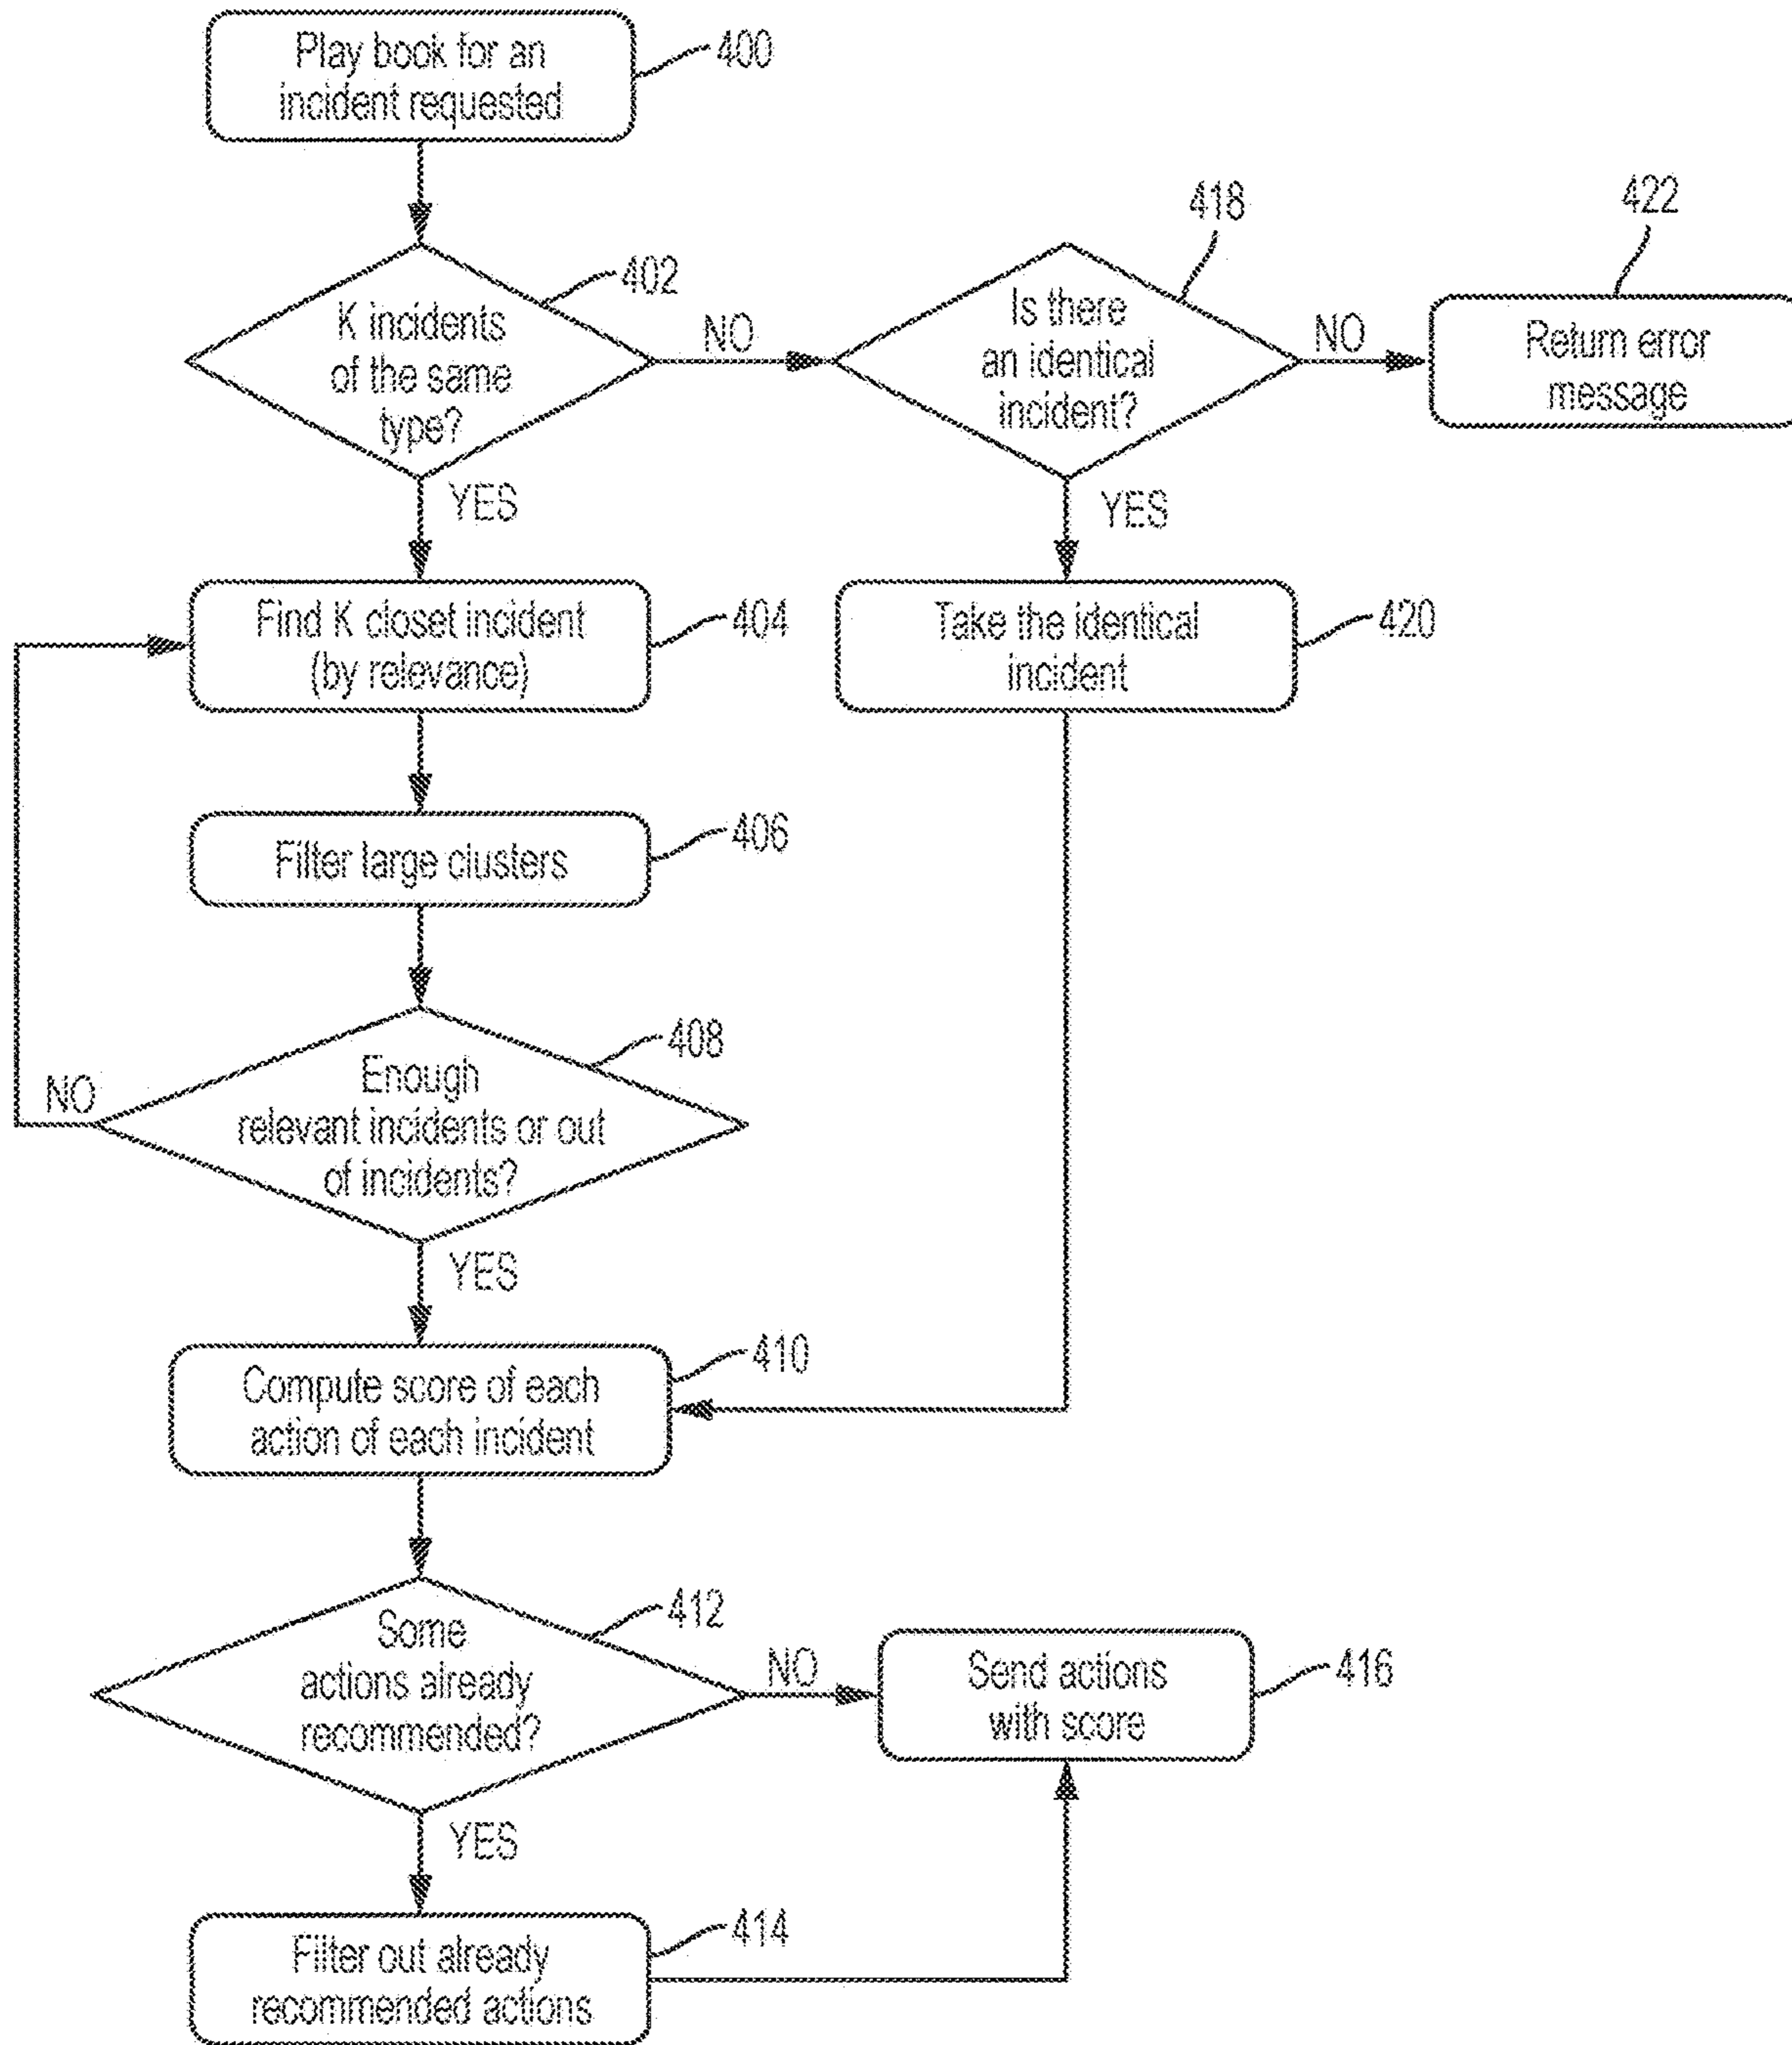 Play book for an
incident requested
400
K incidents
of the same
type?
402
NO
YES
Is there
an identical
incident?
418
NO
YES
Return error
message
422
Find K closet incident
(by relevance)
404
Take the identical
incident
420
Filter large clusters
406
Enough
relevant incidents or out
of incidents?
408
NO
YES
Compute score of each
action of each incident
410
Some
actions already
recommended?
412
NO
YES
Send actions
with score
416
Filter out already
recommended actions
414